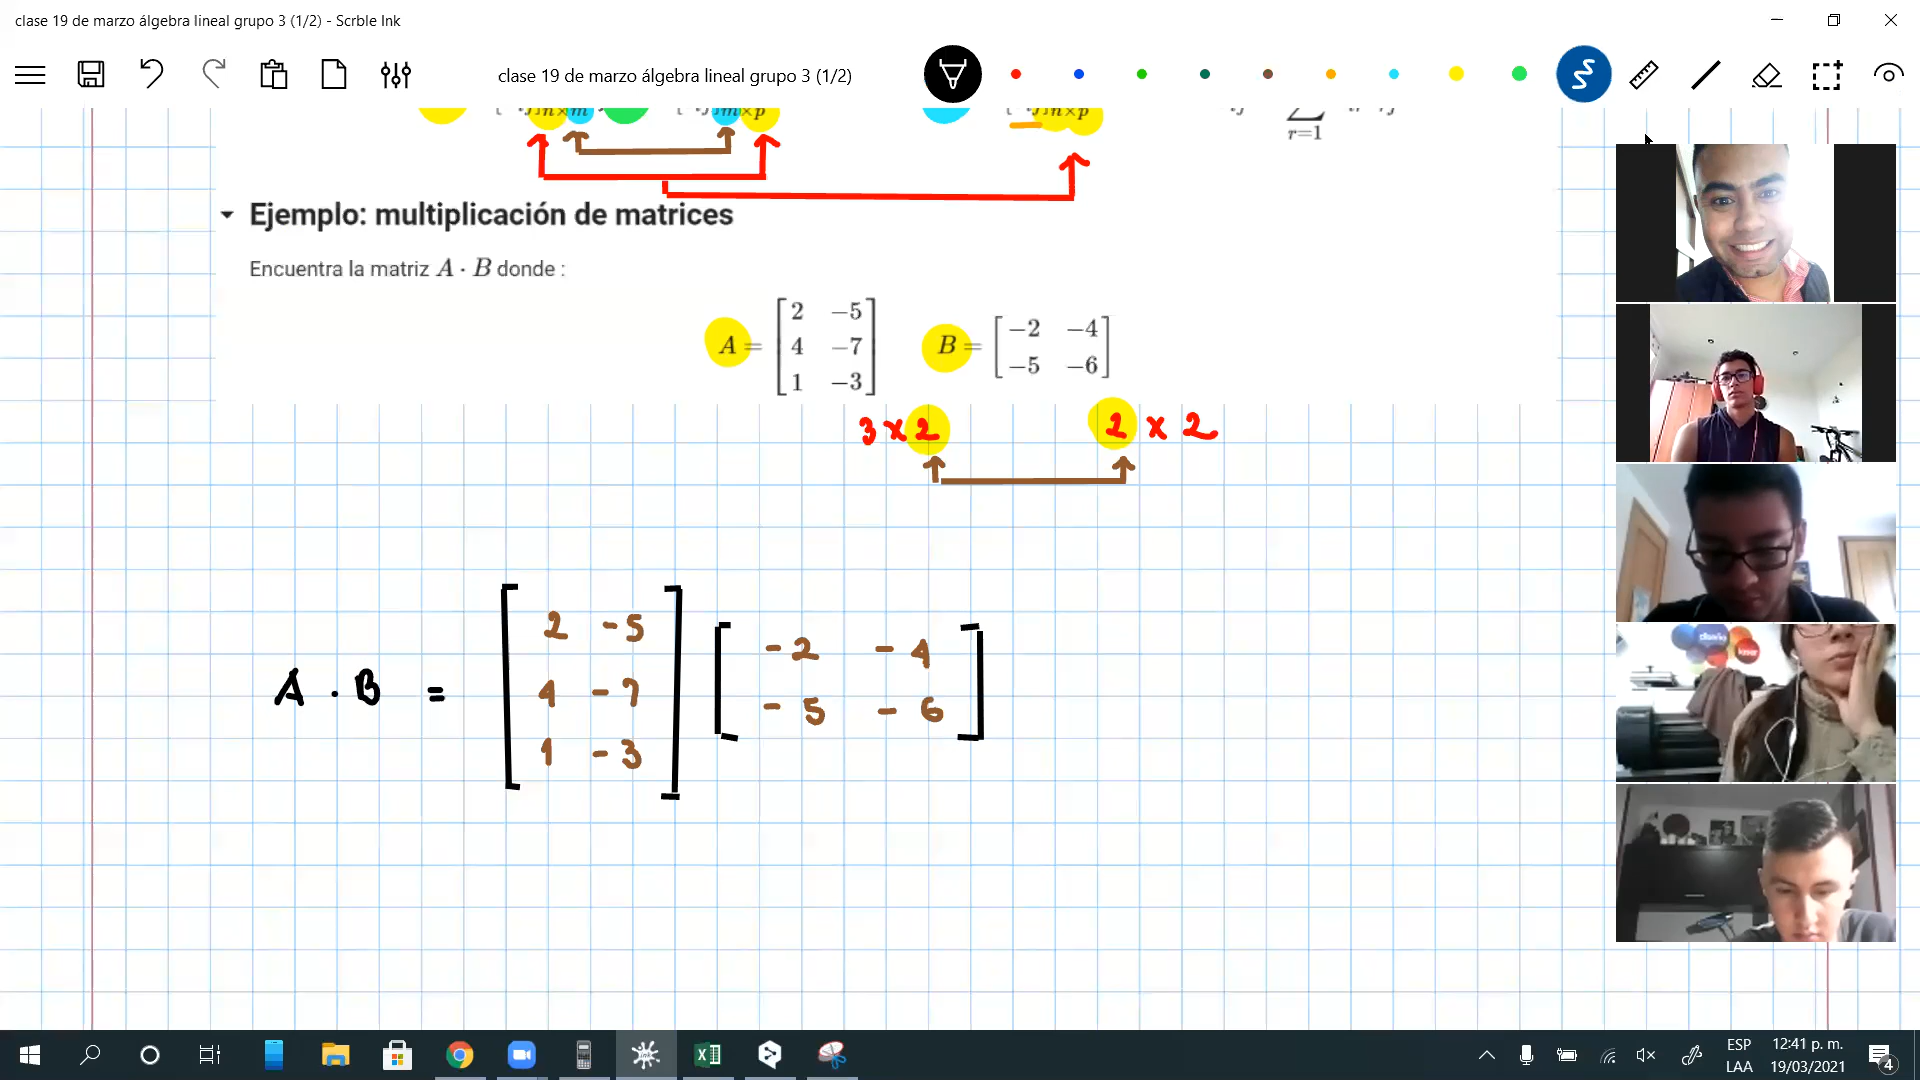 clase 19 de marzo álgebra lineal grupo 3 (1/2) - Scrble Ink
clase 19 de marzo álgebra lineal grupo 3 (1/2)
n×m m×p n×p
r=1
Ejemplo: multiplicación de matrices
Encuentra la matriz A · B donde :
A = [ 2 −5
4 −7
1 −3 ]
B = [ −2 −4
−5 −6 ]
3 x 2 2 x 2
A · B = [ 2 -5
4 -7
1 -3 ]
[ -2 -4
-5 -6 ]
ESP 12:41 p. m.
LAA 19/03/2021
4